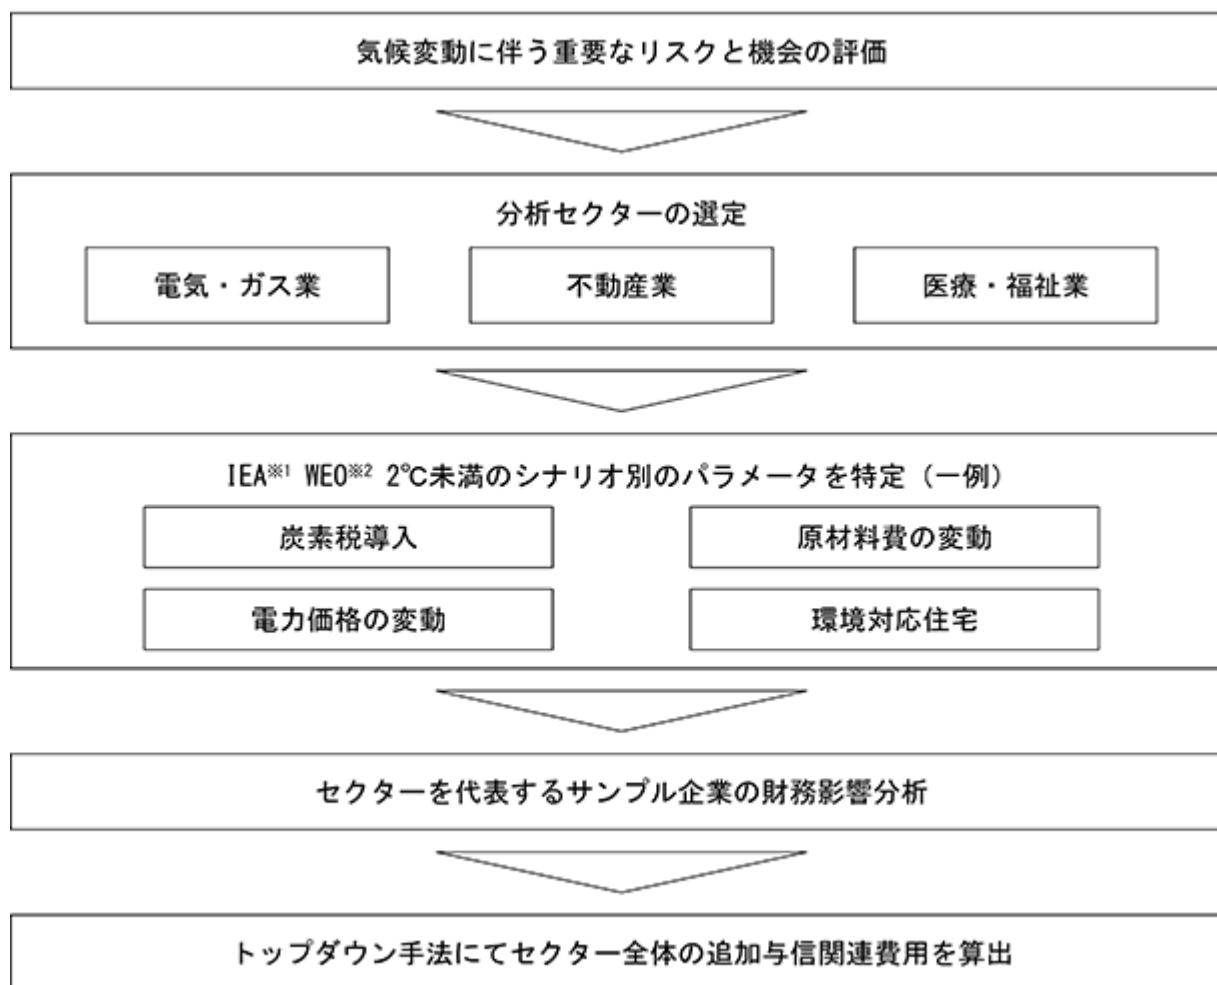 気候変動に伴う重要なリスクと機会の評価
分析セクターの選定
電気・ガス業
不動産業
医療・福祉業
IEA※1 WEO※2 2℃未満のシナリオ別のパラメータを特定（一例）
炭素税導入
原材料費の変動
電力価格の変動
環境対応住宅
セクターを代表するサンプル企業の財務影響分析
トップダウン手法にてセクター全体の追加与信関連費用を算出